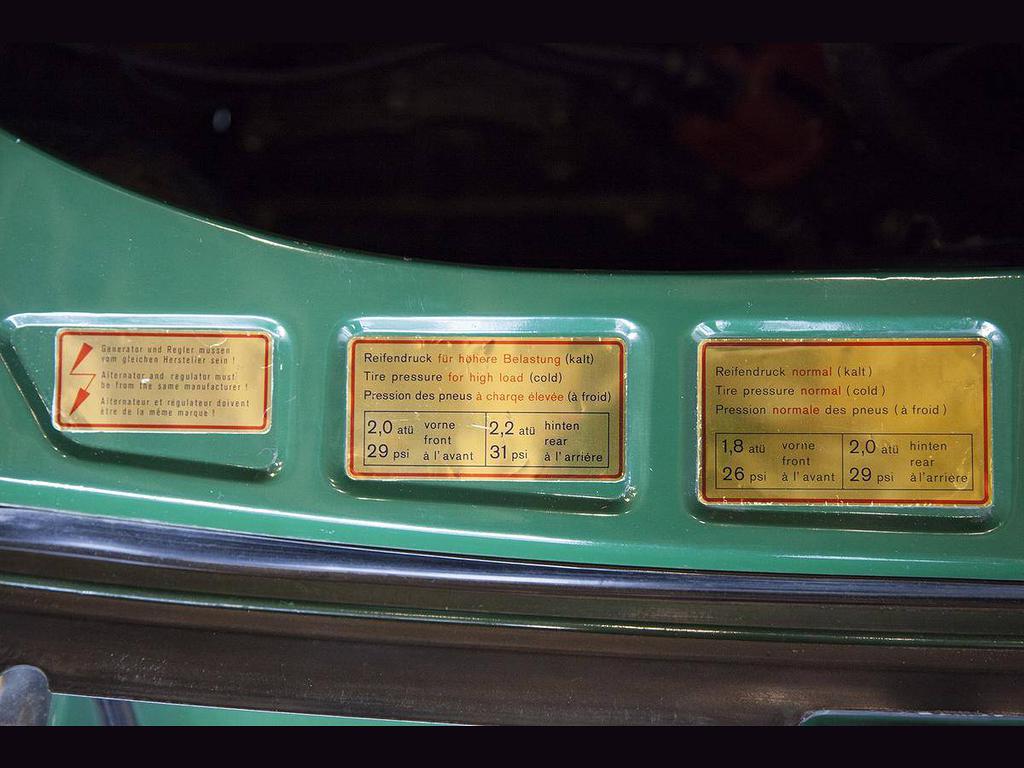 Generator und Regler müssen
vom gleichen Hersteller sein !
Alternator and regulator must
be from the same manufacturer !
Alternateur et régulateur doivent
être de la même marque !
Reifendruck für höhere Belastung (kalt)
Tire pressure for high load (cold)
Pression des pneus à charge élevée (à froid)
2,0 atü vorne 2,2 atü hinten
front rear
29 psi à l'avant 31 psi à l'arriére
Reifendruck normal (kalt)
Tire pressure normal (cold)
Pression normale des pneus (à froid)
1,8 atü vorne 2,0 atü hinten
front rear
26 psi à l'avant 29 psi à l'arriére